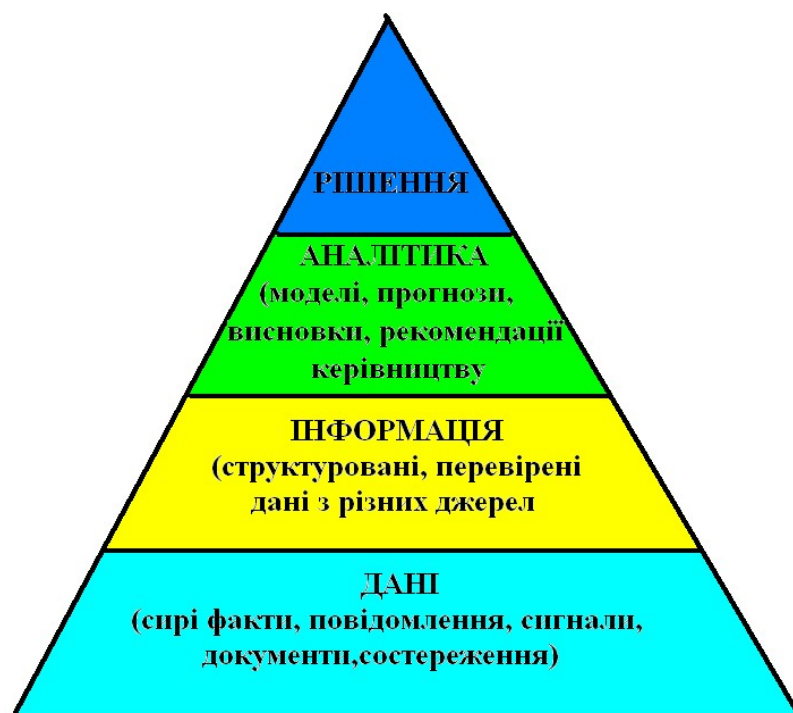 РІШЕННЯ
АНАЛІТИКА
(моделі, прогнози,
висновки, рекомендації
керівництву
ІНФОРМАЦІЯ
(структуровані, перевірені
дані з різних джерел
ДАНІ
(сирі факти, повідомлення, сигнали,
документи,состереження)